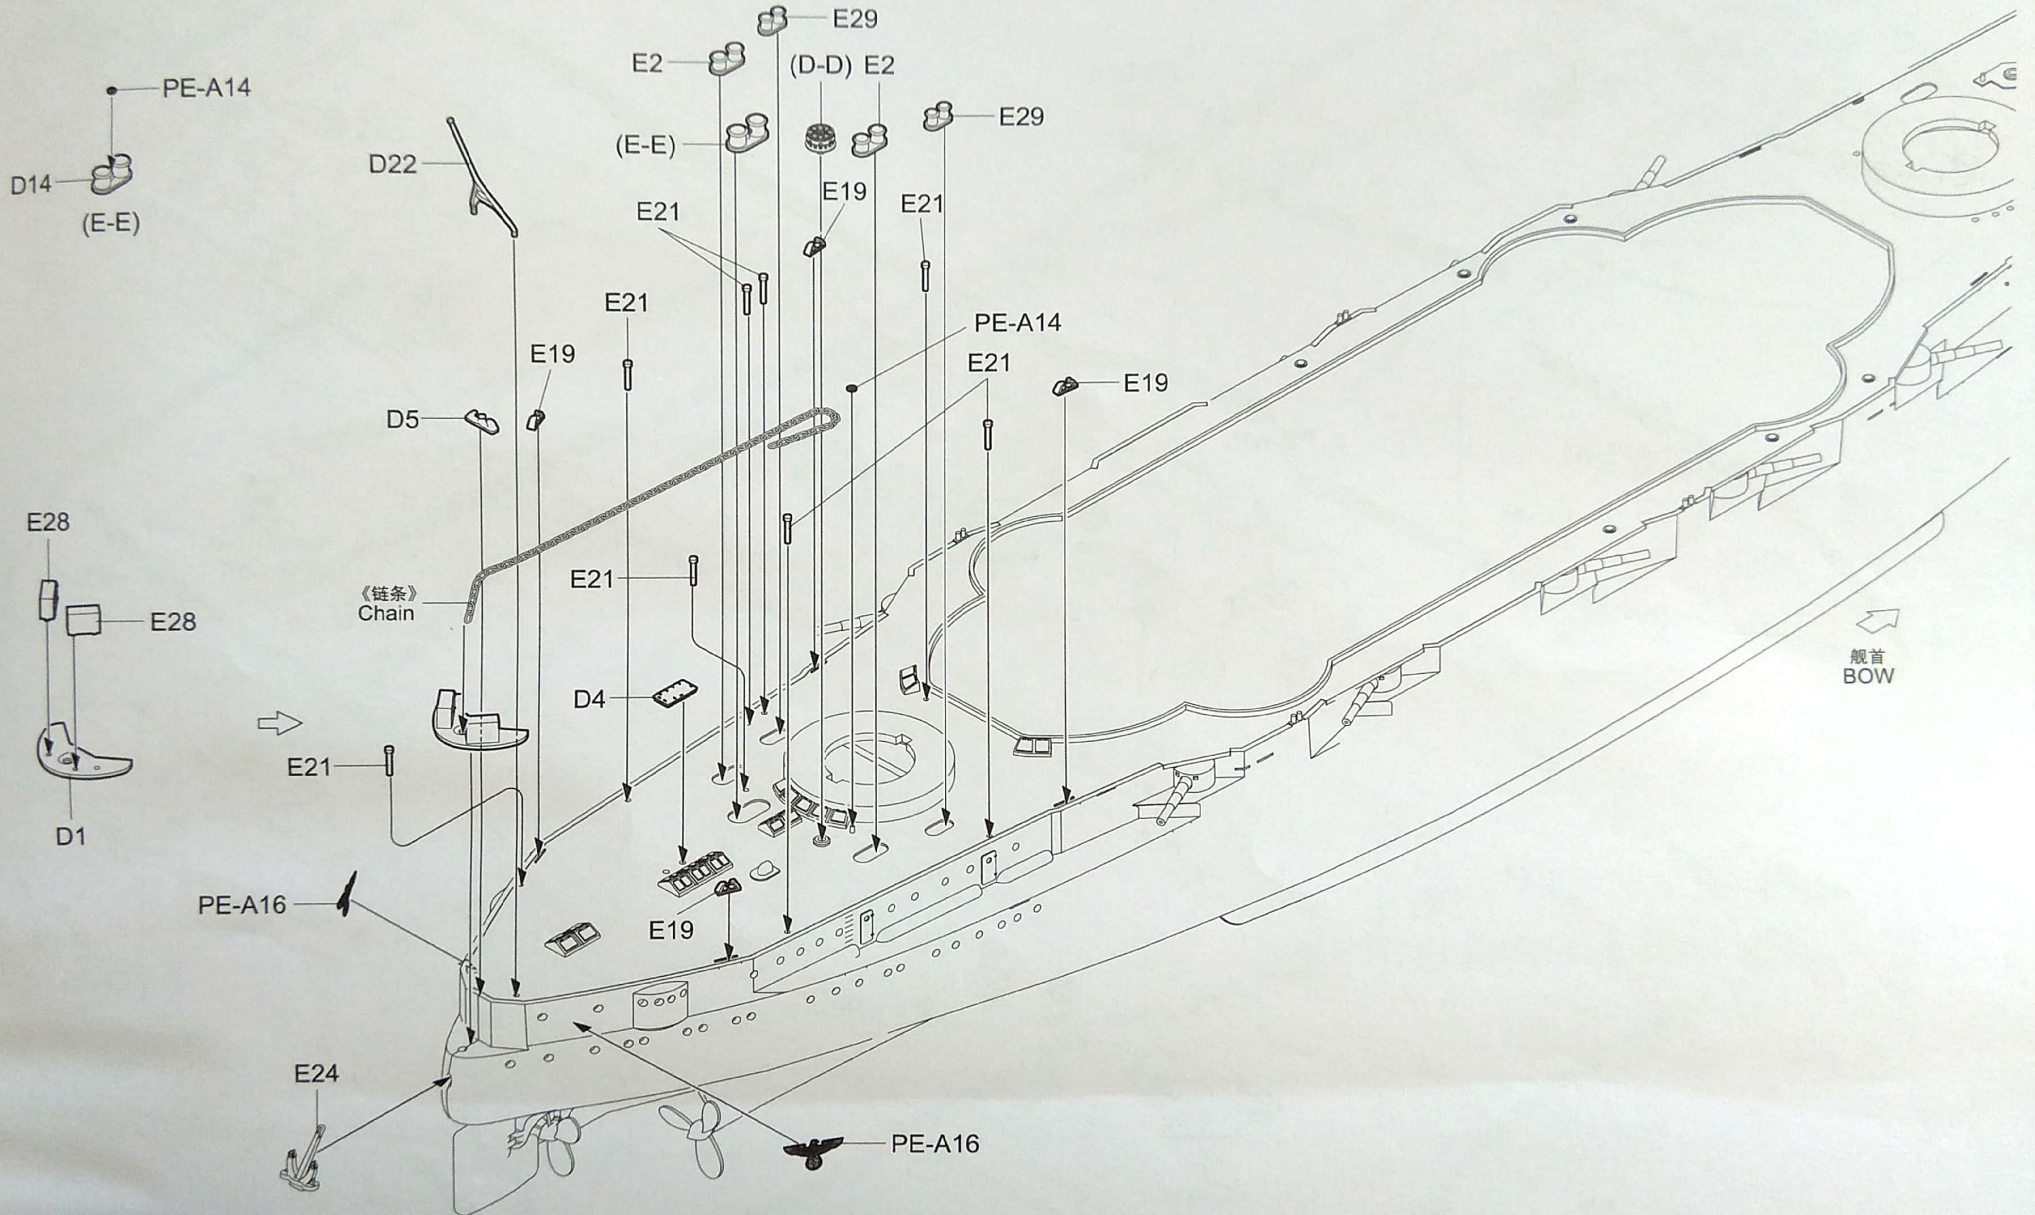 E29
E2
(D-D) E2
PE-A14
E29
(E-E)
D22
D14
E19
E21
E21
(E-E)
E21
PE-A14
E19
E21
E19
D5
E28
E21
《链条》
Chain
E28
舰首
BOW
D4
E21
D1
PE-A16
E19
E24
PE-A16